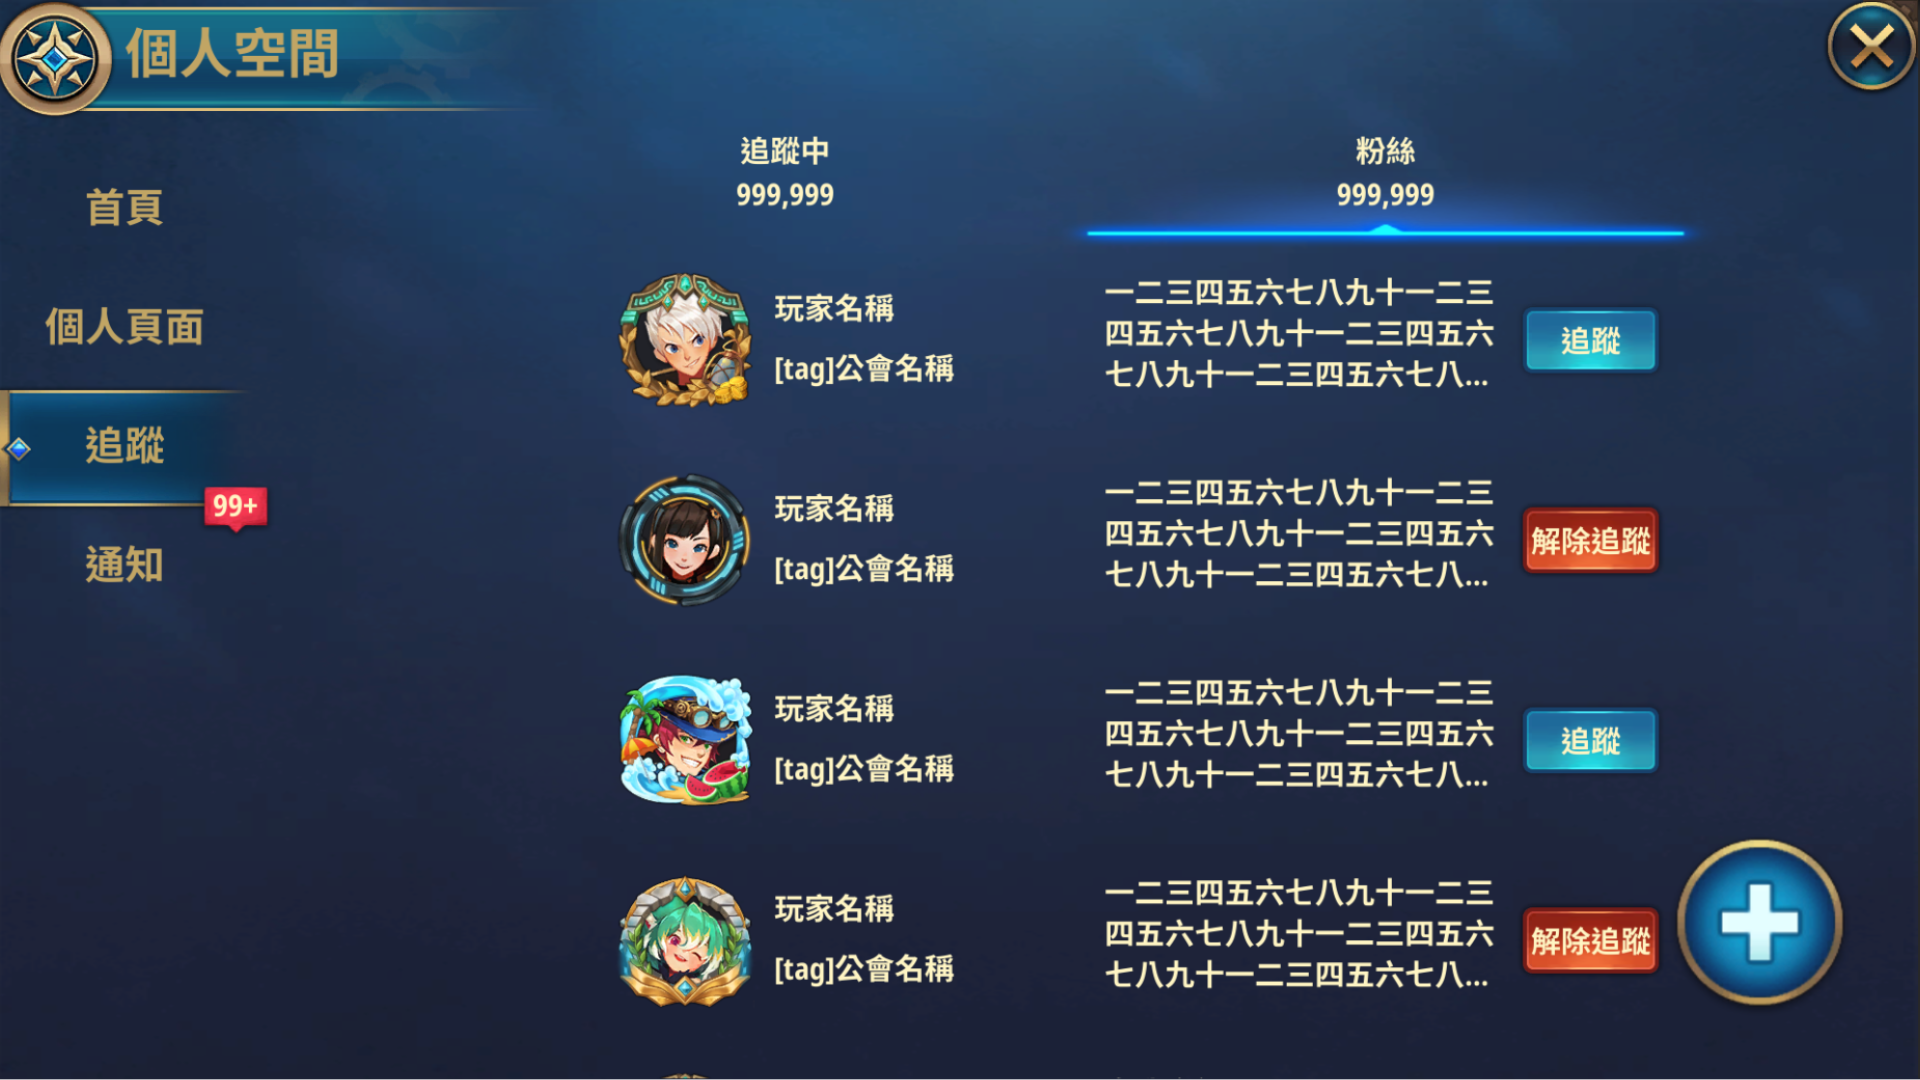 個人空間
首頁
個人頁面
追蹤
99+
通知
追蹤中
999,999
粉絲
999,999
玩家名稱
[tag]公會名稱
一二三四五六七八九十一二三
四五六七八九十一二三四五六
七八九十一二三四五六七八...
追蹤
玩家名稱
[tag]公會名稱
一二三四五六七八九十一二三
四五六七八九十一二三四五六
七八九十一二三四五六七八...
解除追蹤
玩家名稱
[tag]公會名稱
一二三四五六七八九十一二三
四五六七八九十一二三四五六
七八九十一二三四五六七八...
追蹤
玩家名稱
[tag]公會名稱
一二三四五六七八九十一二三
四五六七八九十一二三四五六
七八九十一二三四五六七八...
解除追蹤